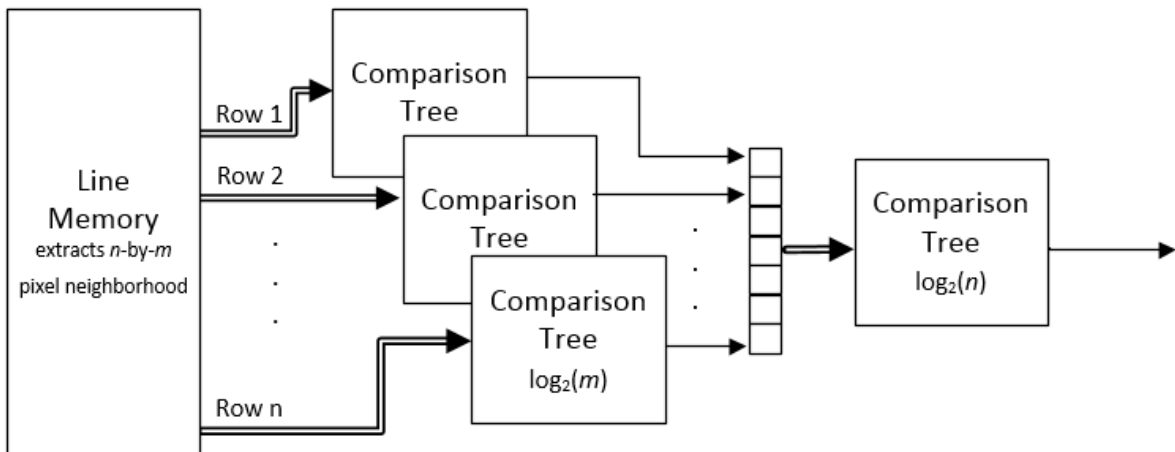 Line
Memory
extracts n-by-m
pixel neighborhood
Row 1
Row 2
Row n
Comparison
Tree
Comparison
Tree
Comparison
Tree
log₂(m)
Comparison
Tree
log₂(n)